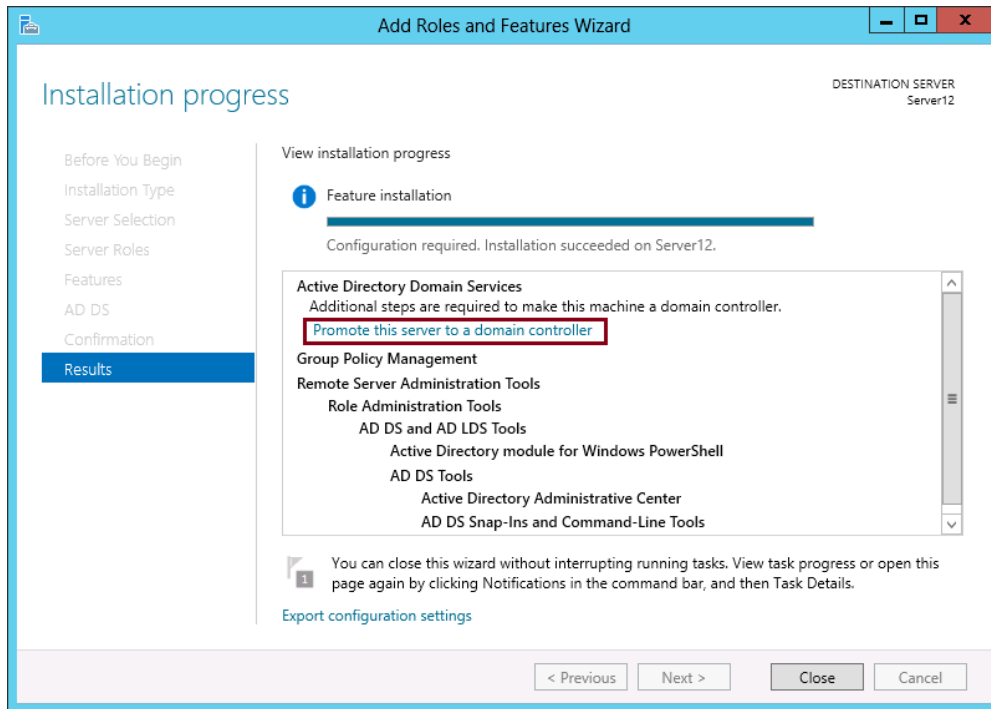 Add Roles and Features Wizard
Installation progress
DESTINATION SERVER
Server12
Before You Begin
Installation Type
Server Selection
Server Roles
Features
AD DS
Confirmation
Results
View installation progress
Feature installation
Configuration required. Installation succeeded on Server12.
Active Directory Domain Services
Additional steps are required to make this machine a domain controller.
Promote this server to a domain controller
Group Policy Management
Remote Server Administration Tools
Role Administration Tools
AD DS and AD LDS Tools
Active Directory module for Windows PowerShell
AD DS Tools
Active Directory Administrative Center
AD DS Snap-Ins and Command-Line Tools
1
You can close this wizard without interrupting running tasks. View task progress or open this
page again by clicking Notifications in the command bar, and then Task Details.
Export configuration settings
< Previous
Next >
Close
Cancel